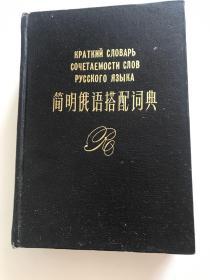 КРАТКИЙ СЛОВАРЬ
СОЧЕТАЕМОСТИ СЛОВ
РУССКОГО ЯЗЫКА
简明俄语搭配词典
R